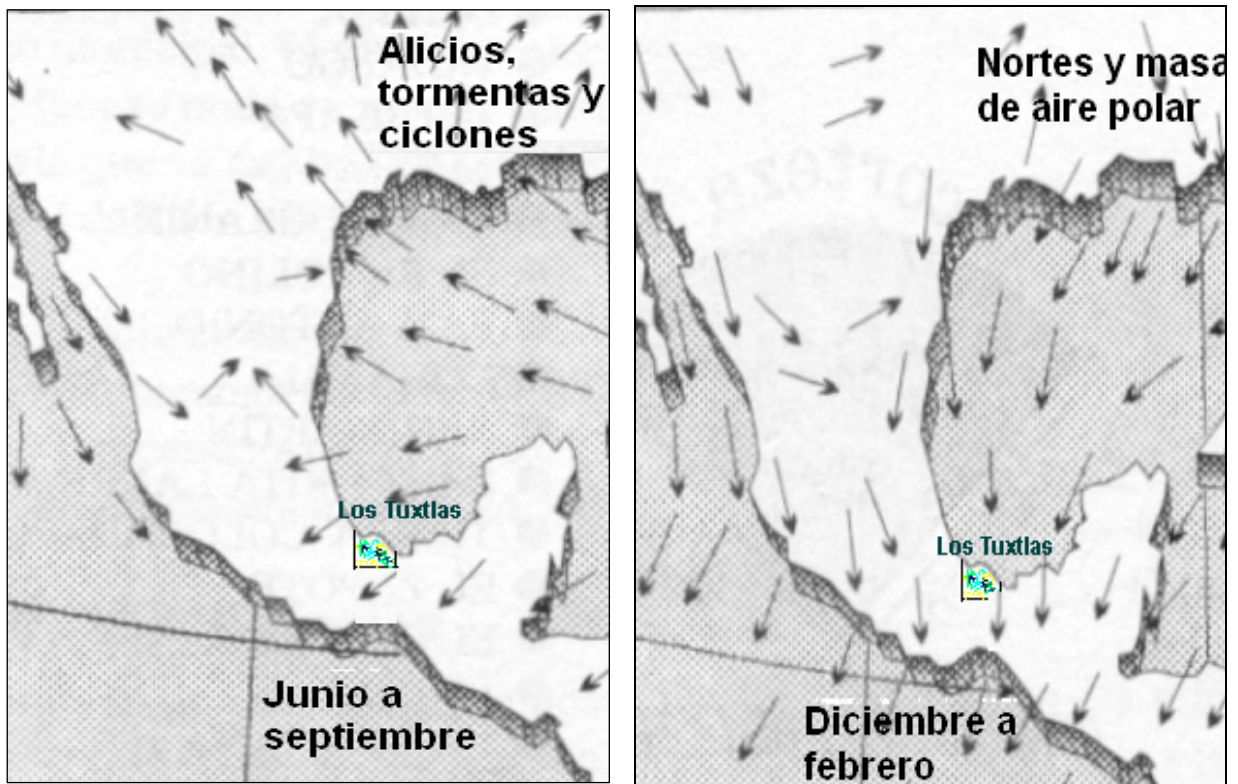 Alicios,
tormentas y
ciclones
Los Tuxtlas
Junio a
septiembre
Nortes y masa
de aire polar
Los Tuxtlas
Diciembre a
febrero